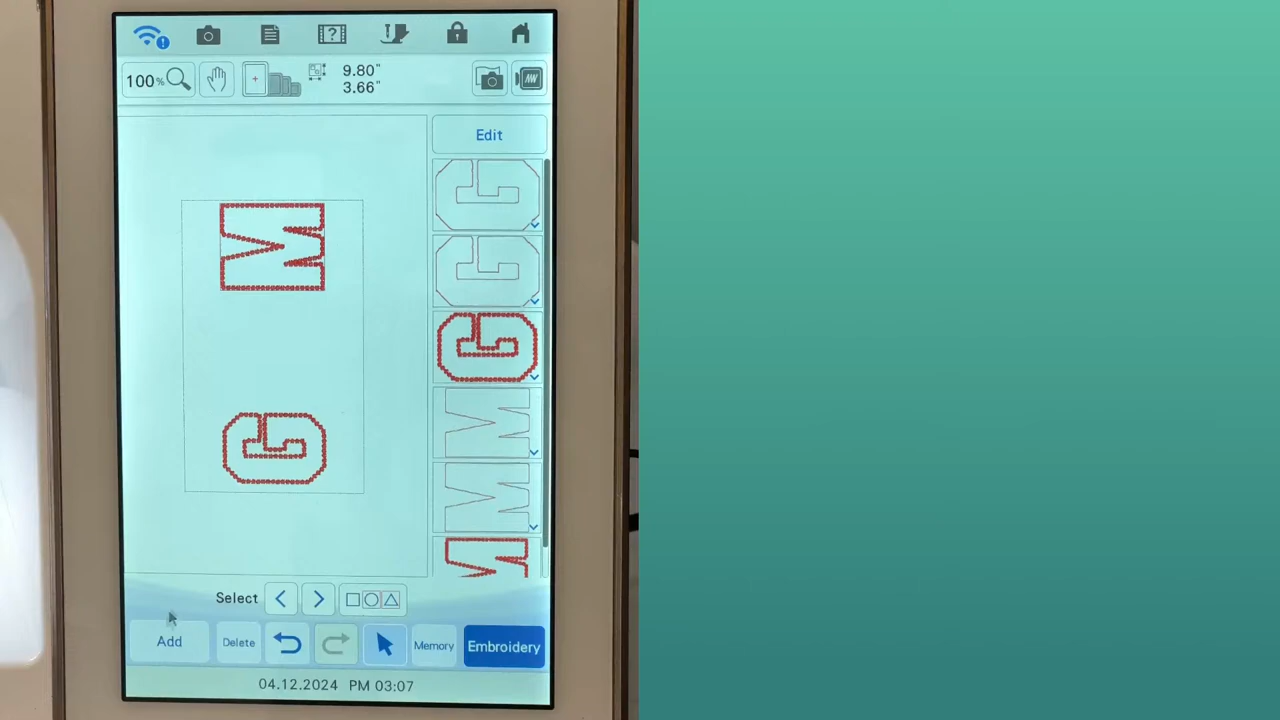 100%
9.80"
3.66"
Edit
M
G
G
G
G
M
M
M
Select
Add
Delete
Memory
Embroidery
04.12.2024 PM 03:07